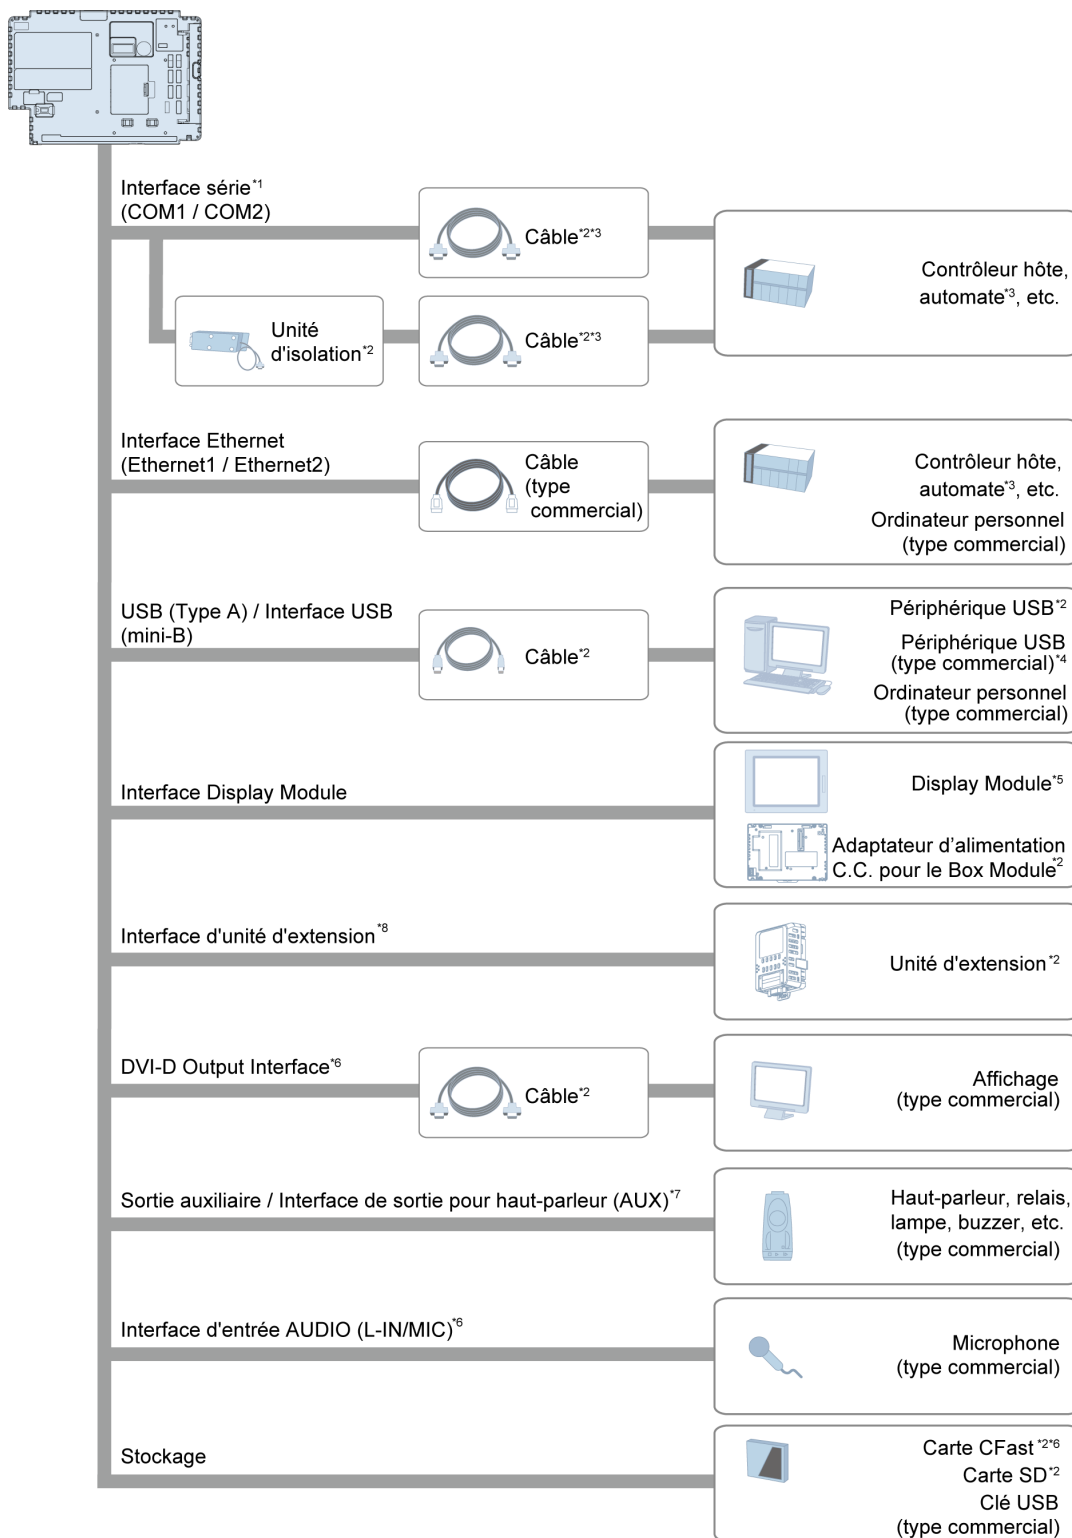 Interface série*1
(COM1 / COM2)
Câble*2*3
Contrôleur hôte,
automate*3, etc.
Unité
d'isolation*2
Câble*2*3
Interface Ethernet
(Ethernet1 / Ethernet2)
Câble
(type
commercial)
Contrôleur hôte,
automate*3, etc.
Ordinateur personnel
(type commercial)
USB (Type A) / Interface USB
(mini-B)
Câble*2
Périphérique USB*2
Périphérique USB
(type commercial)*4
Ordinateur personnel
(type commercial)
Interface Display Module
Display Module*5
Adaptateur d’alimentation
C.C. pour le Box Module*2
Interface d'unité d'extension*8
Unité d'extension*2
DVI-D Output Interface*6
Câble*2
Affichage
(type commercial)
Sortie auxiliaire / Interface de sortie pour haut-parleur (AUX)*7
Haut-parleur, relais,
lampe, buzzer, etc.
(type commercial)
Interface d'entrée AUDIO (L-IN/MIC)*6
Microphone
(type commercial)
Stockage
Carte CFast*2*6
Carte SD*2
Clé USB
(type commercial)